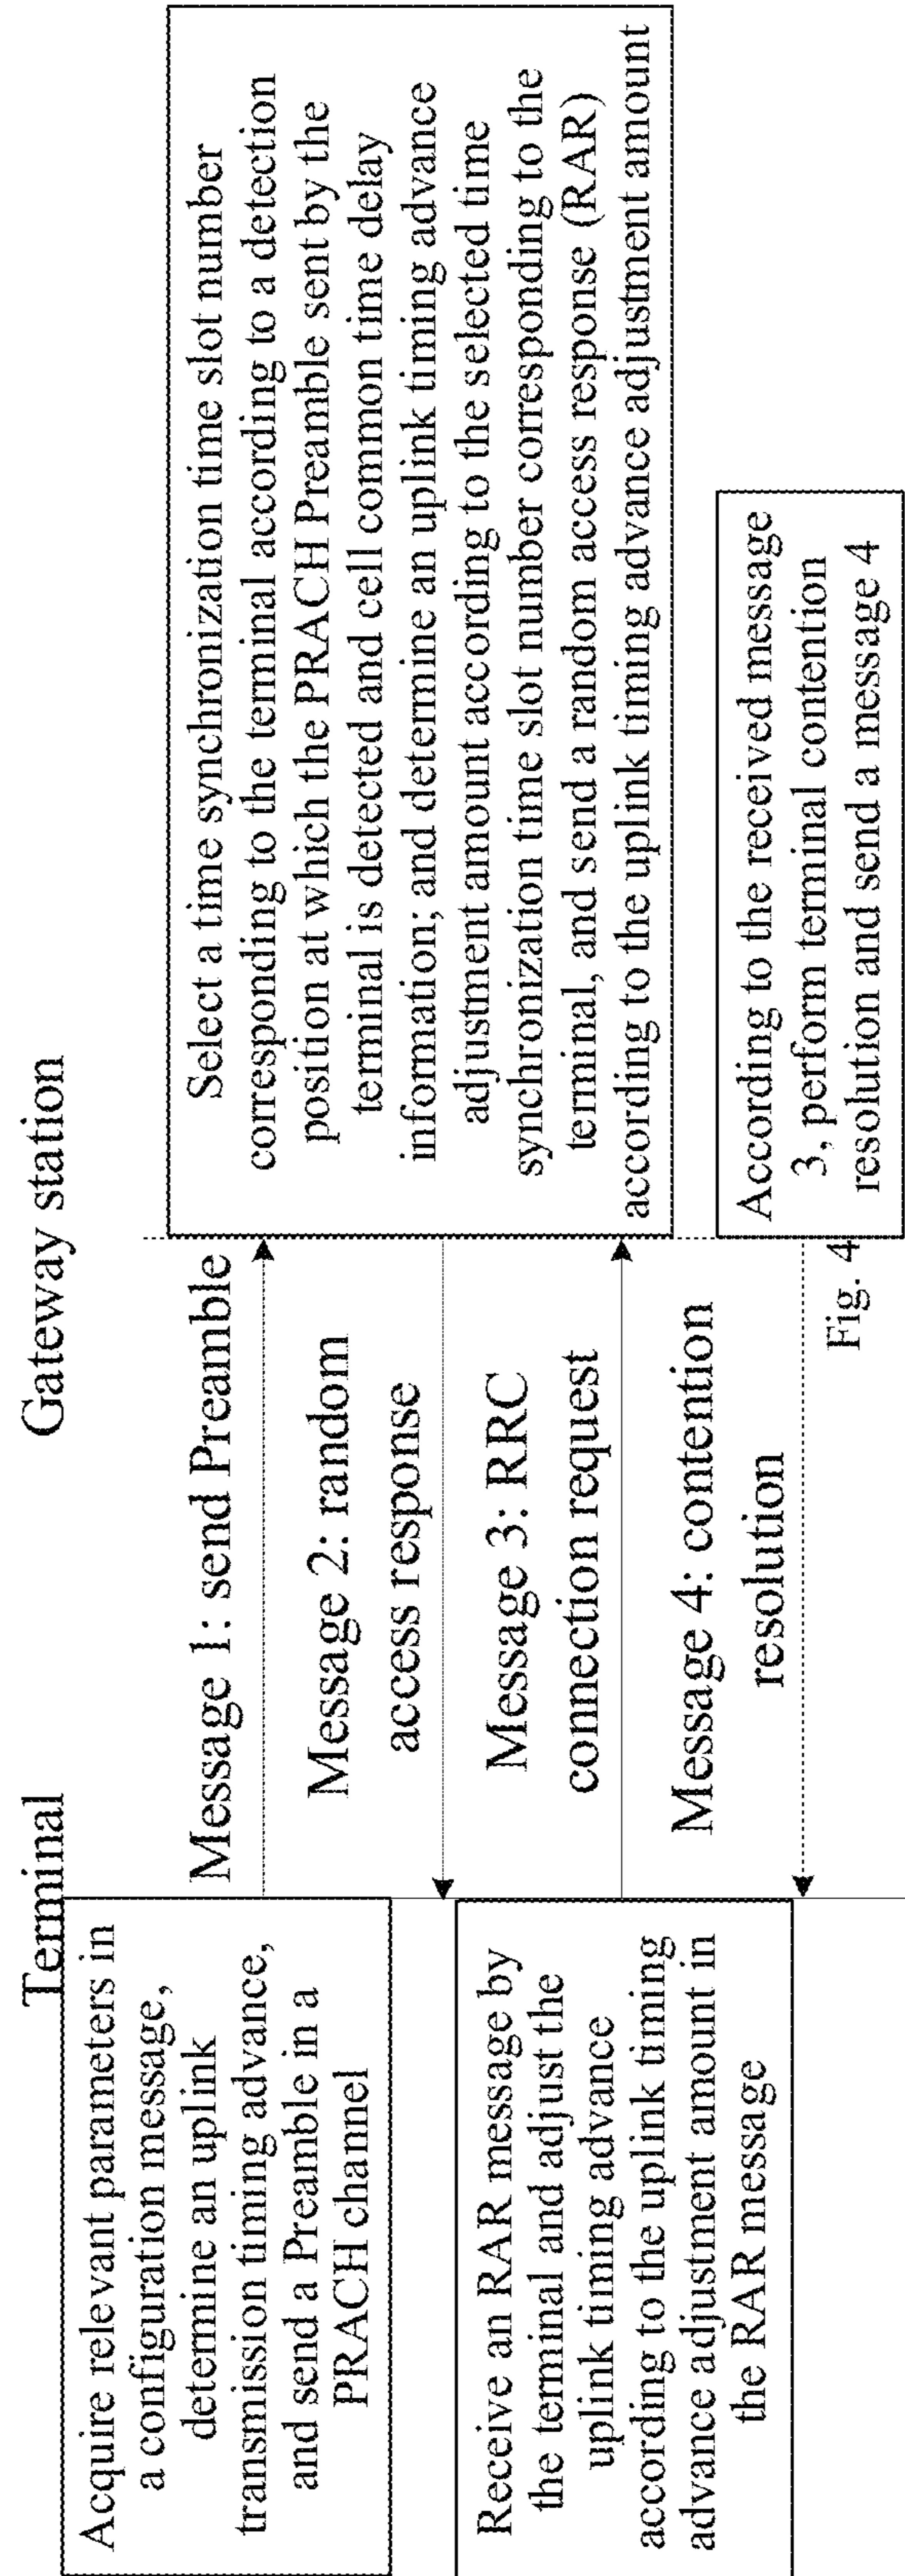 Terminal
Gateway station
Acquire relevant parameters in
a configuration message,
determine an uplink
transmission timing advance,
and send a Preamble in a
PRACH channel
Message 1: send Preamble
Select a time synchronization time slot number
corresponding to the terminal according to a detection
position at which the PRACH Preamble sent by the
terminal is detected and cell common time delay
information; and determine an uplink timing advance
adjustment amount according to the selected time
synchronization time slot number corresponding to the
terminal, and send a random access response (RAR)
according to the uplink timing advance adjustment amount
Message 2: random
access response
Receive an RAR message by
the terminal and adjust the
uplink timing advance
according to the uplink timing
advance adjustment amount in
the RAR message
Message 3: RRC
connection request
According to the received message
3, perform terminal contention
resolution and send a message 4
Message 4: contention
resolution
Fig. 4